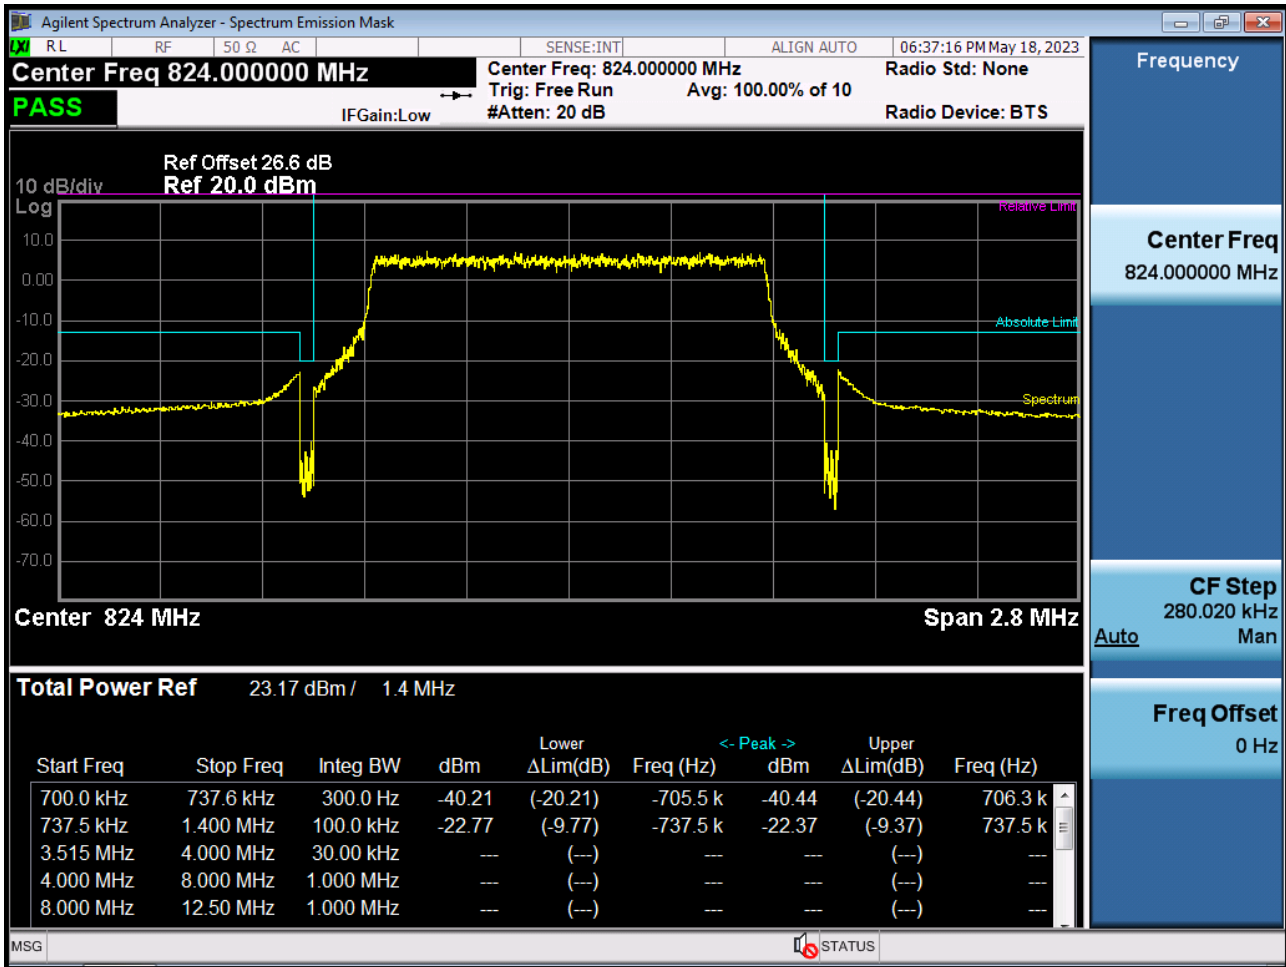 Agilent Spectrum Analyzer - Spectrum Emission Mask
LXI RL RF 50 Ω AC SENSE:INT ALIGN AUTO 06:37:16 PM May 18, 2023
Center Freq 824.000000 MHz Center Freq: 824.000000 MHz Radio Std: None
Trig: Free Run Avg: 100.00% of 10
PASS IFGain:Low #Atten: 20 dB Radio Device: BTS
Ref Offset 26.6 dB
10 dB/div Ref 20.0 dBm
Log
Relative Limit
10.0
0.00
-10.0
Absolute Limit
-20.0
-30.0
Spectrum
-40.0
-50.0
-60.0
-70.0
Center 824 MHz Span 2.8 MHz
Total Power Ref 23.17 dBm / 1.4 MHz
Lower <- Peak -> Upper
Start Freq Stop Freq Integ BW dBm ΔLim(dB) Freq (Hz) dBm ΔLim(dB) Freq (Hz)
700.0 kHz 737.6 kHz 300.0 Hz -40.21 (-20.21) -705.5 k -40.44 (-20.44) 706.3 k
737.5 kHz 1.400 MHz 100.0 kHz -22.77 (-9.77) -737.5 k -22.37 (-9.37) 737.5 k
3.515 MHz 4.000 MHz 30.00 kHz --- (---) --- --- (---) ---
4.000 MHz 8.000 MHz 1.000 MHz --- (---) --- --- (---) ---
8.000 MHz 12.50 MHz 1.000 MHz --- (---) --- --- (---) ---
MSG STATUS
Frequency
Center Freq
824.000000 MHz
CF Step
280.020 kHz
Auto Man
Freq Offset
0 Hz